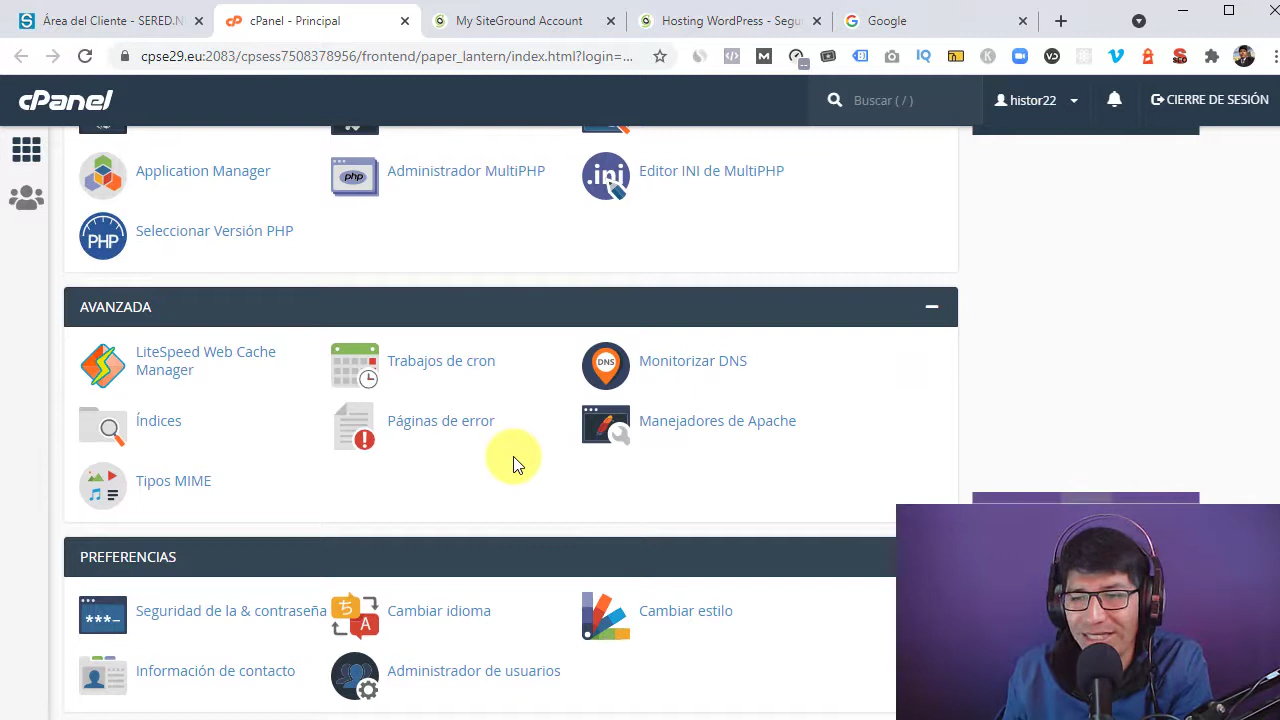 Área del Cliente - SERED.N
cPanel - Principal
My SiteGround Account
Hosting WordPress - Segu
Google
cpne29.eu:2083/cpsess7508378956/frontend/paper_lantern/index.html?login=...
cPanel
Buscar ( / )
histor22
CIERRE DE SESIÓN
Application Manager
Administrador MultiPHP
Editor INI de MultiPHP
Seleccionar Versión PHP
AVANZADA
LiteSpeed Web Cache
Manager
Trabajos de cron
Monitorizar DNS
Índices
Páginas de error
Manejadores de Apache
Tipos MIME
PREFERENCIAS
Seguridad de la & contraseña
Cambiar idioma
Cambiar estilo
Información de contacto
Administrador de usuarios